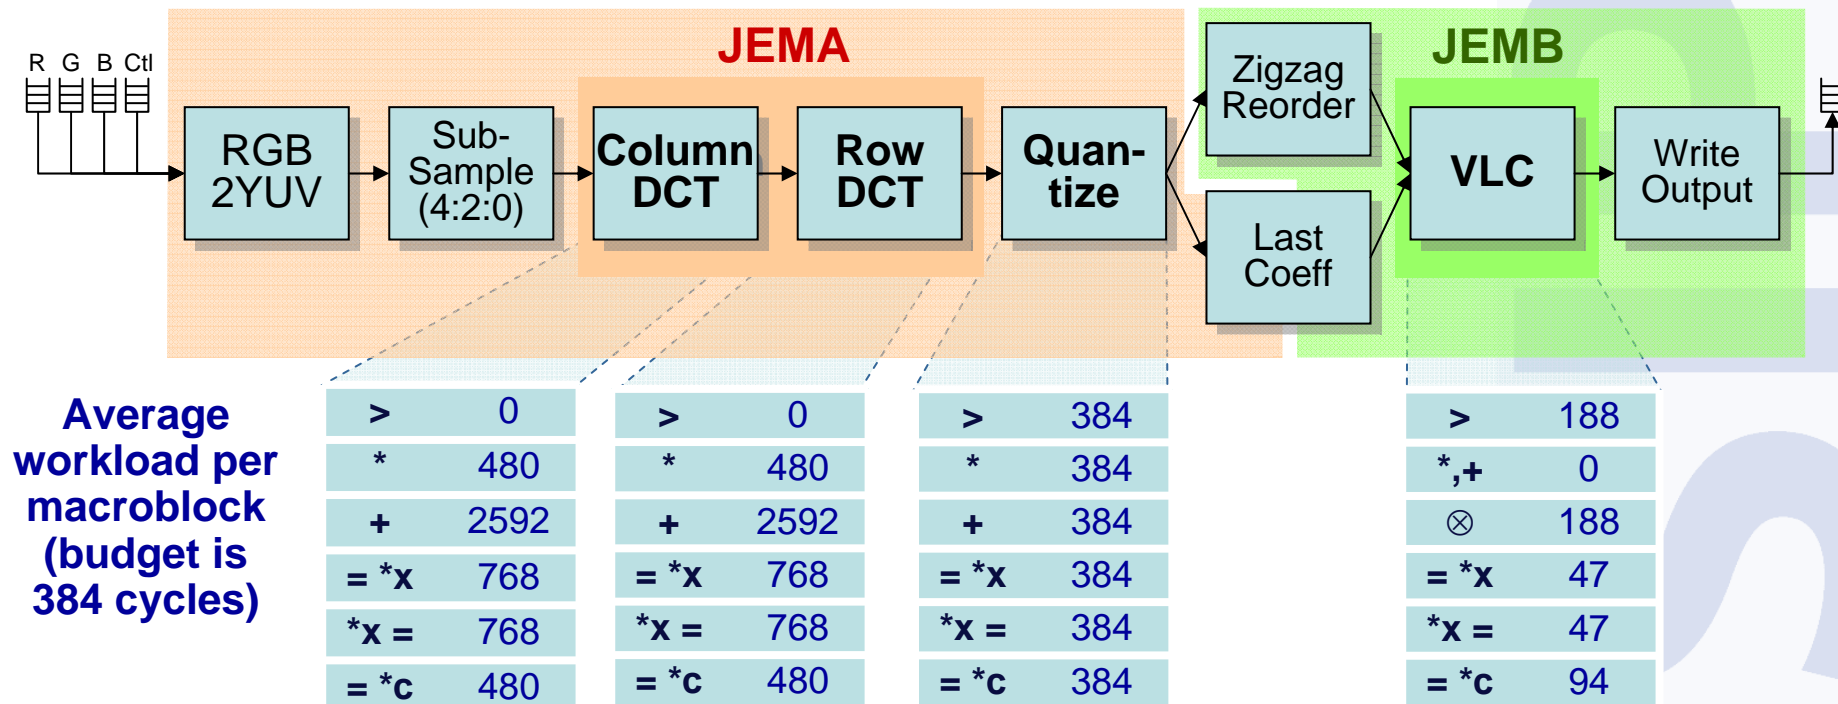 JEMA
JEMB
R G B Ctl
RGB
2YUV
Sub-
Sample
(4:2:0)
Column
DCT
Row
DCT
Quan-
tize
Zigzag
Reorder
Last
Coeff
VLC
Write
Output
Average
workload per
macroblock
(budget is
384 cycles)
> 0
* 480
+ 2592
= *x 768
*x = 768
= *c 480
> 0
* 480
+ 2592
= *x 768
*x = 768
= *c 480
> 384
* 384
+ 384
= *x 384
*x = 384
= *c 384
> 188
*,+ 0
⊗ 188
= *x 47
*x = 47
= *c 94